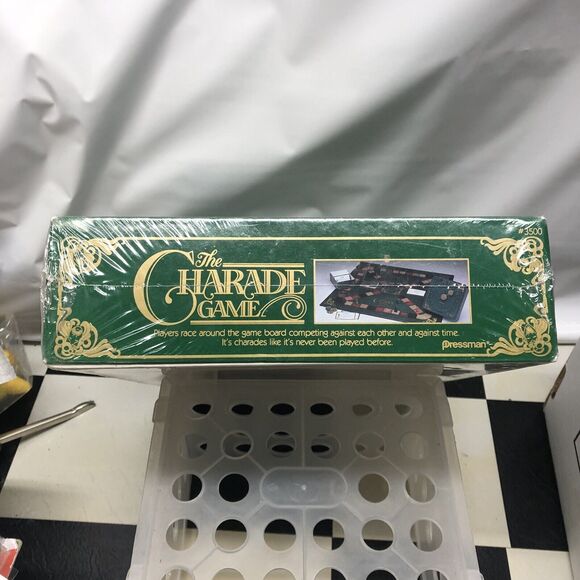 The
CHARADE
GAME
#3500
Players race around the game board competing against each other and against time.
It's charades like it's never been played before.
Pressman